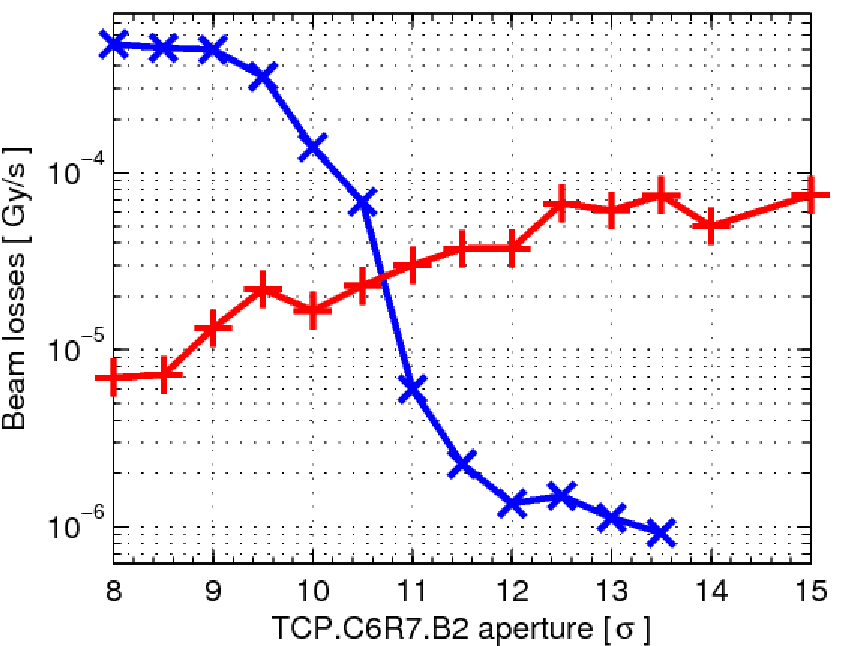 Beam losses [ Gy/s ]
10−4
10−5
10−6
8 9 10 11 12 13 14 15
TCP.C6R7.B2 aperture [ σ ]